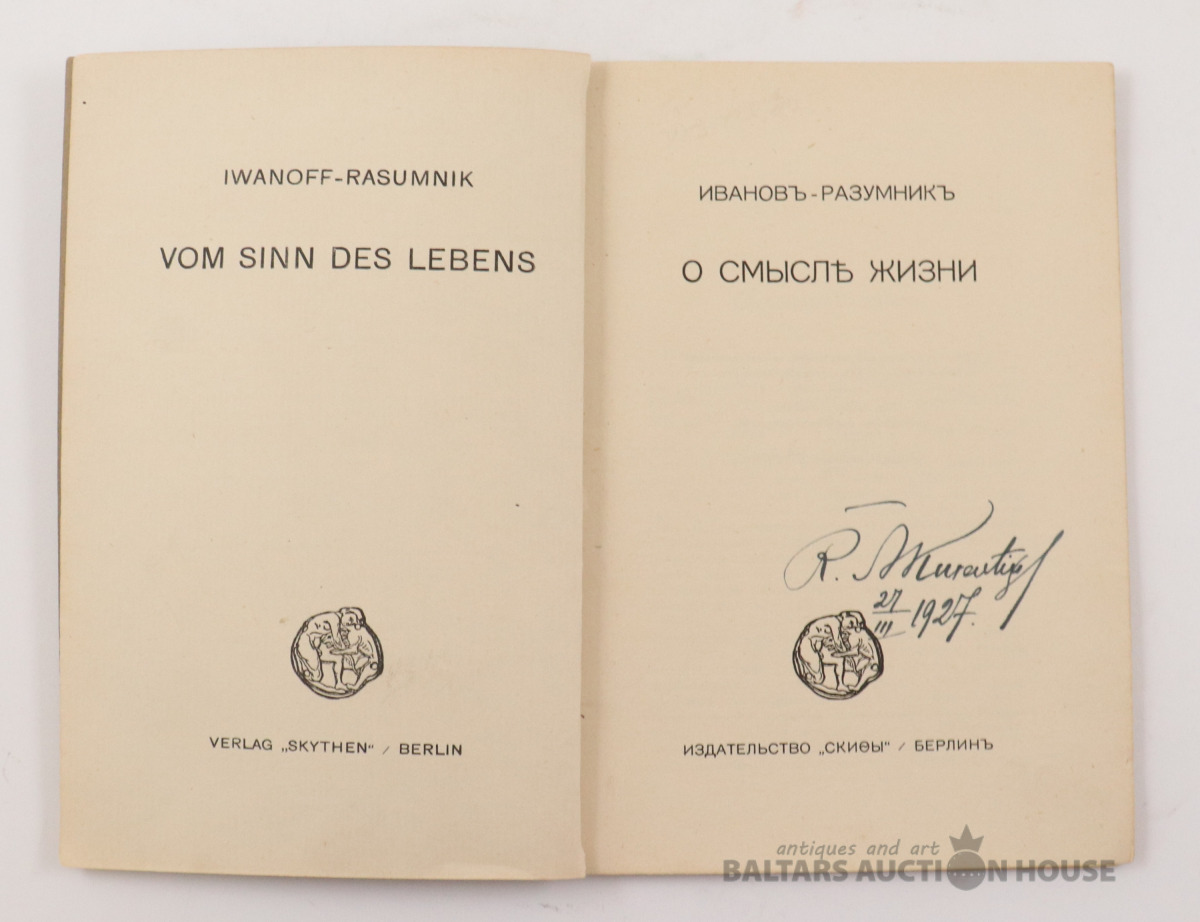 IWANOFF-RASUMNIK
VOM SINN DES LEBENS
VERLAG „SKYTHEN“ / BERLIN
ИВАНОВЪ-РАЗУМНИКЪ
О СМЫСЛѢ ЖИЗНИ
R.
27/III 1927.
ИЗДАТЕЛЬСТВО „СКИѲЫ“ / БЕРЛИНЪ
antiques and art
BALTARS AUCTION HOUSE